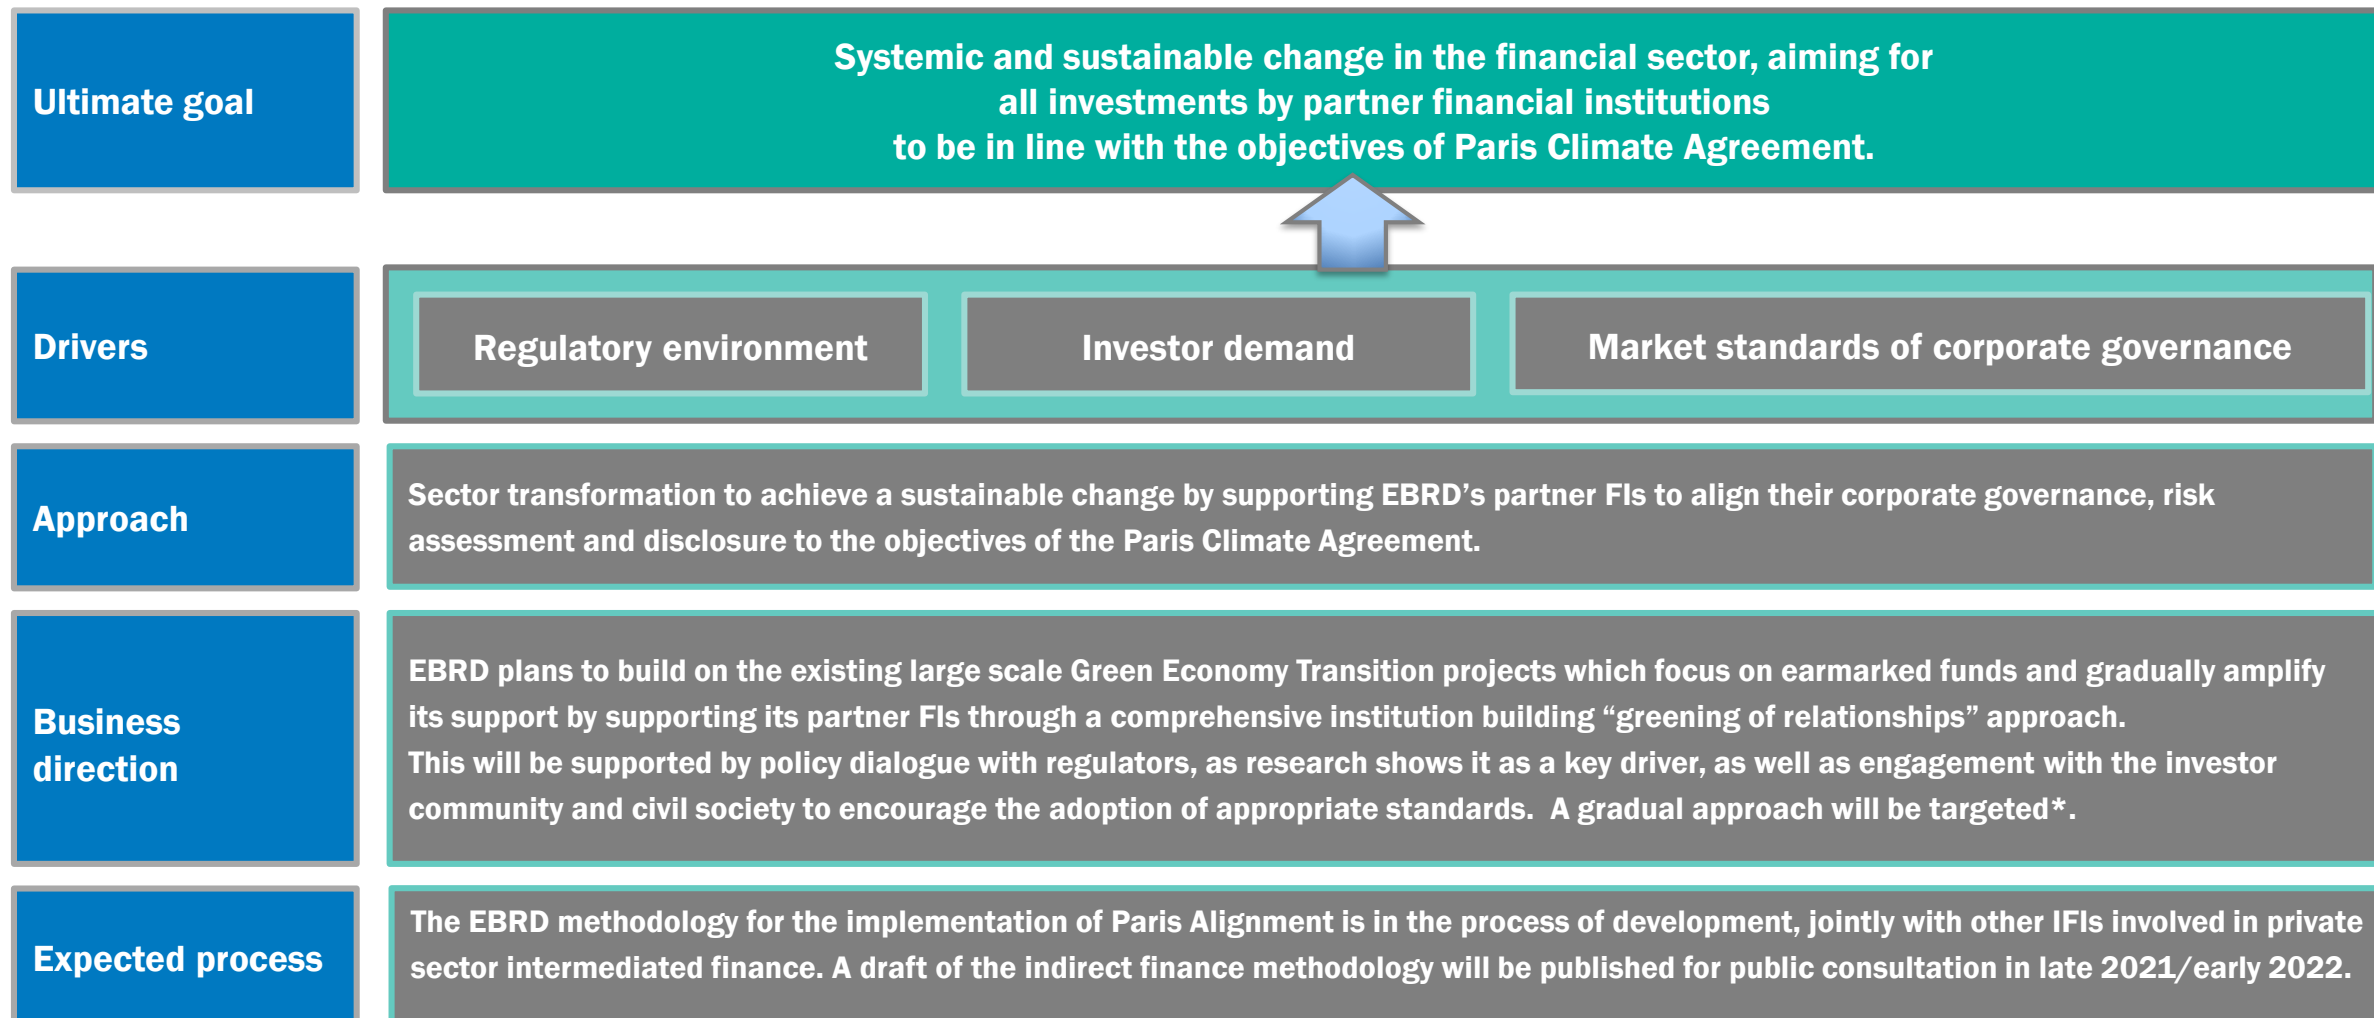 Ultimate goal
Systemic and sustainable change in the financial sector, aiming for
all investments by partner financial institutions
to be in line with the objectives of Paris Climate Agreement.
Drivers
Regulatory environment
Investor demand
Market standards of corporate governance
Approach
Sector transformation to achieve a sustainable change by supporting EBRD’s partner FIs to align their corporate governance, risk
assessment and disclosure to the objectives of the Paris Climate Agreement.
Business
direction
EBRD plans to build on the existing large scale Green Economy Transition projects which focus on earmarked funds and gradually amplify
its support by supporting its partner FIs through a comprehensive institution building “greening of relationships” approach.
This will be supported by policy dialogue with regulators, as research shows it as a key driver, as well as engagement with the investor
community and civil society to encourage the adoption of appropriate standards.  A gradual approach will be targeted*.
Expected process
The EBRD methodology for the implementation of Paris Alignment is in the process of development, jointly with other IFIs involved in private
sector intermediated finance. A draft of the indirect finance methodology will be published for public consultation in late 2021/early 2022.